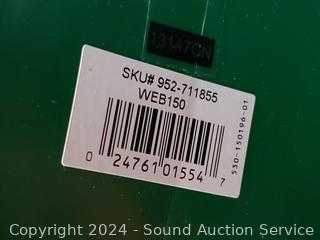 13147CN
SKU# 952-711855
WEB150
0 24761 01554 7
530-150196-01
Copyright © 2024 - Sound Auction Service